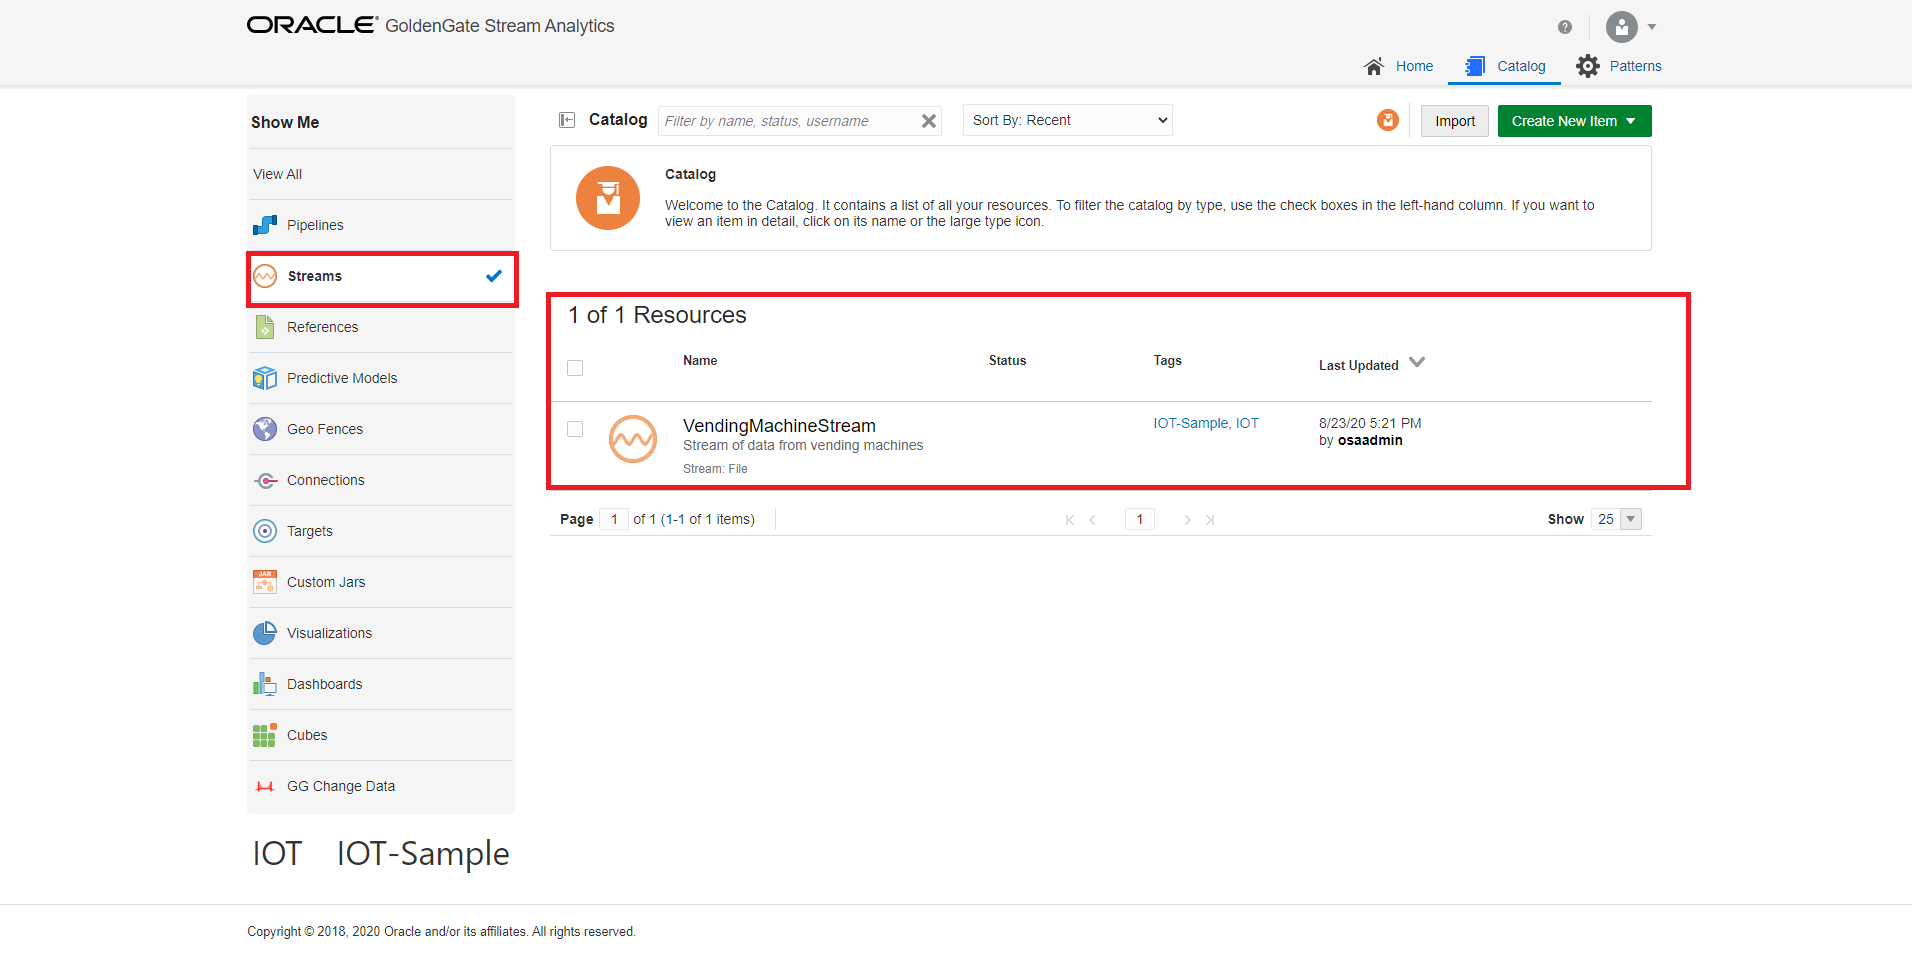 ORACLE® GoldenGate Stream Analytics
Home
Catalog
Patterns
Show Me
View All
Pipelines
Streams
References
Predictive Models
Geo Fences
Connections
Targets
JAR
Custom Jars
Visualizations
Dashboards
Cubes
GG Change Data
IOT IOT-Sample
Catalog
Filter by name, status, username
Sort By: Recent
Import
Create New Item
Catalog
Welcome to the Catalog. It contains a list of all your resources. To filter the catalog by type, use the check boxes in the left-hand column. If you want to
view an item in detail, click on its name or the large type icon.
1 of 1 Resources
Name Status Tags Last Updated
VendingMachineStream
Stream of data from vending machines
Stream: File
IOT-Sample, IOT
8/23/20 5:21 PM
by osaadmin
Page 1 of 1 (1-1 of 1 items)
1
Show 25
Copyright © 2018, 2020 Oracle and/or its affiliates. All rights reserved.